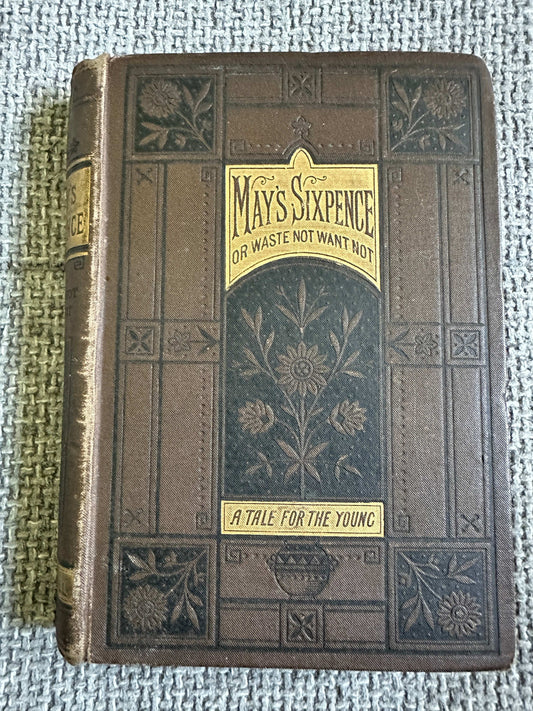 MAY'S SIXPENCE
OR WASTE NOT WANT NOT
A TALE FOR THE YOUNG